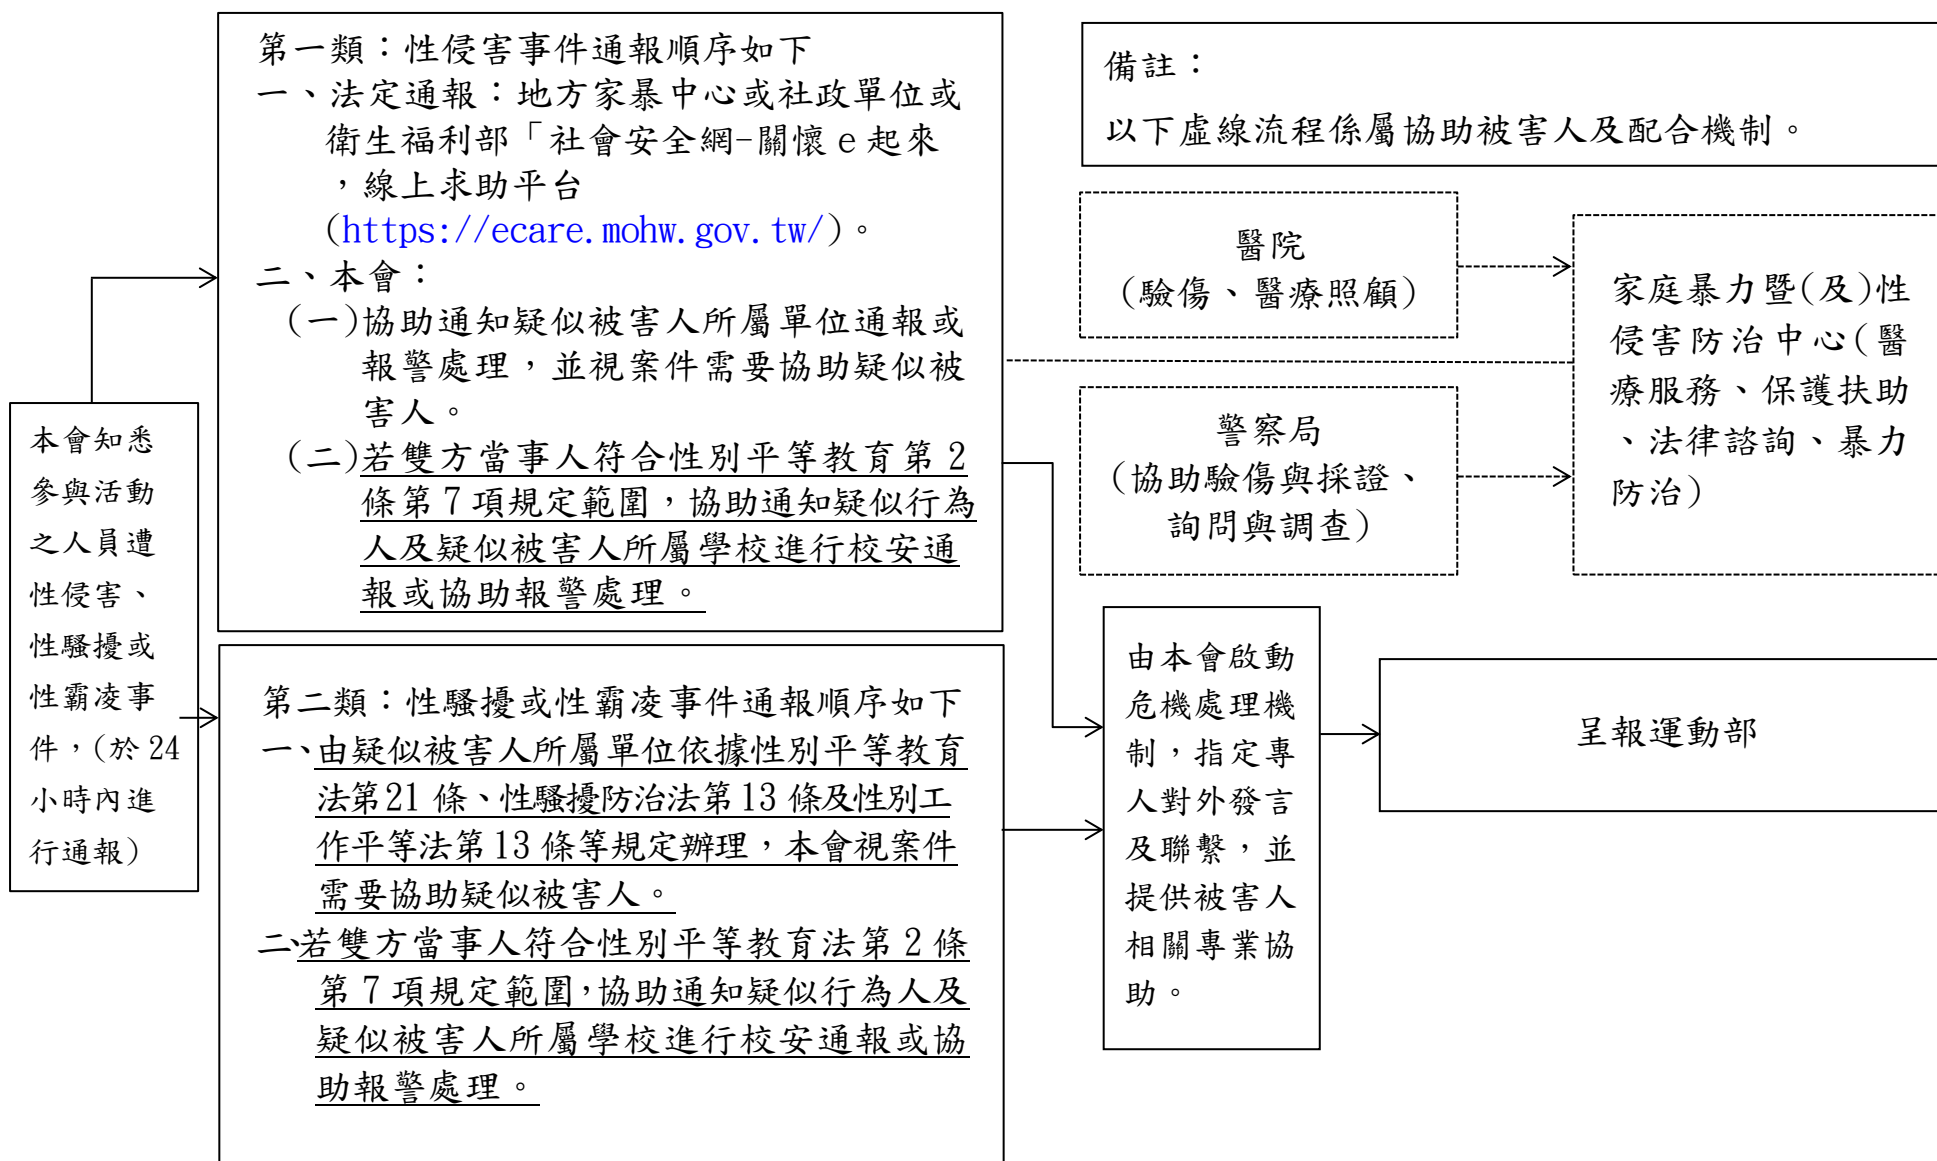 本會知悉
參與活動
之人員遭
性侵害、
性騷擾或
性霸凌事
件，(於 24
小時內進
行通報)
第一類：性侵害事件通報順序如下
一、法定通報：地方家暴中心或社政單位或
衛生福利部「社會安全網-關懷 e 起來
，線上求助平台
(https://ecare.mohw.gov.tw/)。
二、本會：
(一)協助通知疑似被害人所屬單位通報或
報警處理，並視案件需要協助疑似被
害人。
(二)若雙方當事人符合性別平等教育第 2
條第 7 項規定範圍，協助通知疑似行為
人及疑似被害人所屬學校進行校安通
報或協助報警處理。
第二類：性騷擾或性霸凌事件通報順序如下
一、由疑似被害人所屬單位依據性別平等教育
法第 21 條、性騷擾防治法第 13 條及性別工
作平等法第 13 條等規定辦理，本會視案件
需要協助疑似被害人。
二、若雙方當事人符合性別平等教育法第 2 條
第 7 項規定範圍，協助通知疑似行為人及
疑似被害人所屬學校進行校安通報或協
助報警處理。
備註：
以下虛線流程係屬協助被害人及配合機制。
醫院
(驗傷、醫療照顧)
警察局
(協助驗傷與採證、
詢問與調查)
家庭暴力暨(及)性
侵害防治中心(醫
療服務、保護扶助
、法律諮詢、暴力
防治)
由本會啟動
危機處理機
制，指定專
人對外發言
及聯繫，並
提供被害人
相關專業協
助。
呈報運動部